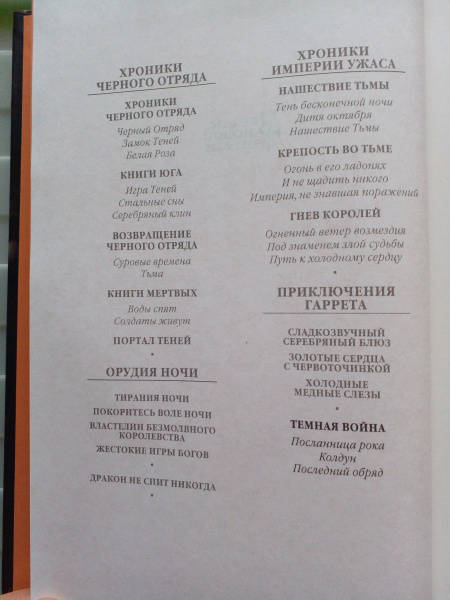 ХРОНИКИ
ЧЕРНОГО ОТРЯДА
ХРОНИКИ
ЧЕРНОГО ОТРЯДА
Черный Отряд
Замок Теней
Белая Роза
КНИГИ ЮГА
Игра Теней
Стальные сны
Серебряный клин
ВОЗВРАЩЕНИЕ
ЧЕРНОГО ОТРЯДА
Суровые времена
Тьма
КНИГИ МЕРТВЫХ
Воды спят
Солдаты живут
ПОРТАЛ ТЕНЕЙ
ОРУДИЯ НОЧИ
ТИРАНИЯ НОЧИ
ПОКОРИТЕСЬ ВОЛЕ НОЧИ
ВЛАСТЕЛИН БЕЗМОЛВНОГО
КОРОЛЕВСТВА
ЖЕСТОКИЕ ИГРЫ БОГОВ
ДРАКОН НЕ СПИТ НИКОГДА
ХРОНИКИ
ИМПЕРИИ УЖАСА
НАШЕСТВИЕ ТЬМЫ
Тень бесконечной ночи
Дитя октября
Нашествие Тьмы
КРЕПОСТЬ ВО ТЬМЕ
Огонь в его ладонях
И не щадить никого
Империя, не знавшая поражений
ГНЕВ КОРОЛЕЙ
Огненный ветер возмездия
Под знаменем злой судьбы
Путь к холодному сердцу
ПРИКЛЮЧЕНИЯ
ГАРРЕТА
СЛАДКОЗВУЧНЫЙ
СЕРЕБРЯНЫЙ БЛЮЗ
ЗОЛОТЫЕ СЕРДЦА
С ЧЕРВОТОЧИНКОЙ
ХОЛОДНЫЕ
МЕДНЫЕ СЛЕЗЫ
ТЕМНАЯ ВОЙНА
Посланница рока
Колдун
Последний обряд